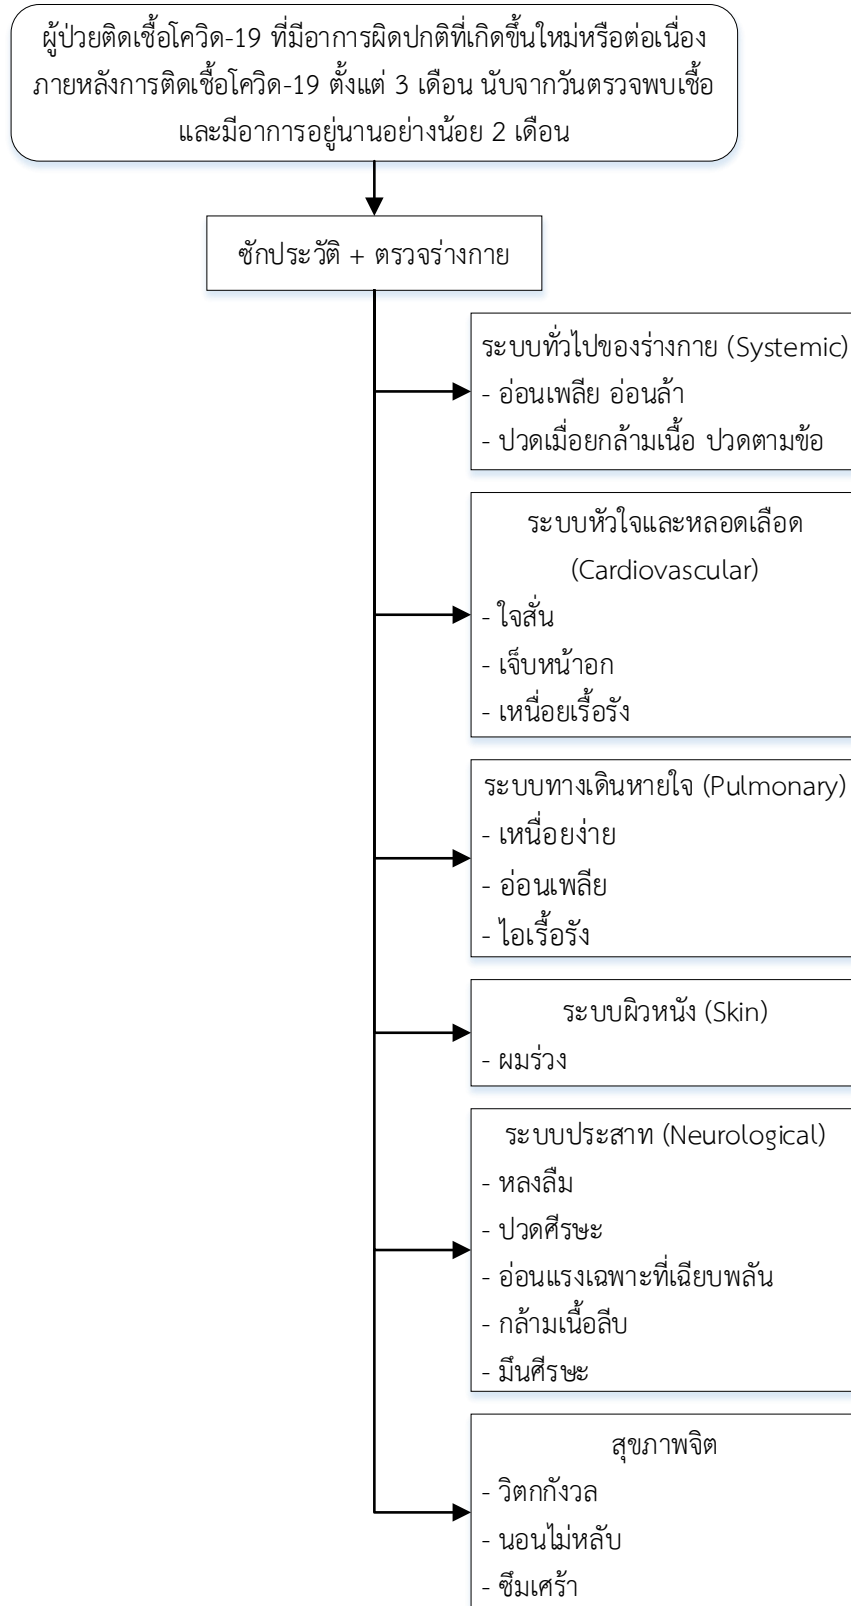 ผู้ป่วยติดเชื้อโควิด-19 ที่มีอาการผิดปกติที่เกิดขึ้นใหม่หรือต่อเนื่อง
ภายหลังการติดเชื้อโควิด-19 ตั้งแต่ 3 เดือน นับจากวันตรวจพบเชื้อ
และมีอาการอยู่นานอย่างน้อย 2 เดือน
ซักประวัติ + ตรวจร่างกาย
ระบบทั่วไปของร่างกาย (Systemic)
- อ่อนเพลีย อ่อนล้า
- ปวดเมื่อยกล้ามเนื้อ ปวดตามข้อ
ระบบหัวใจและหลอดเลือด
(Cardiovascular)
- ใจสั่น
- เจ็บหน้าอก
- เหนื่อยเรื้อรัง
ระบบทางเดินหายใจ (Pulmonary)
- เหนื่อยง่าย
- อ่อนเพลีย
- ไอเรื้อรัง
ระบบผิวหนัง (Skin)
- ผมร่วง
ระบบประสาท (Neurological)
- หลงลืม
- ปวดศีรษะ
- อ่อนแรงเฉพาะที่เฉียบพลัน
- กล้ามเนื้อลีบ
- มึนศีรษะ
สุขภาพจิต
- วิตกกังวล
- นอนไม่หลับ
- ซึมเศร้า